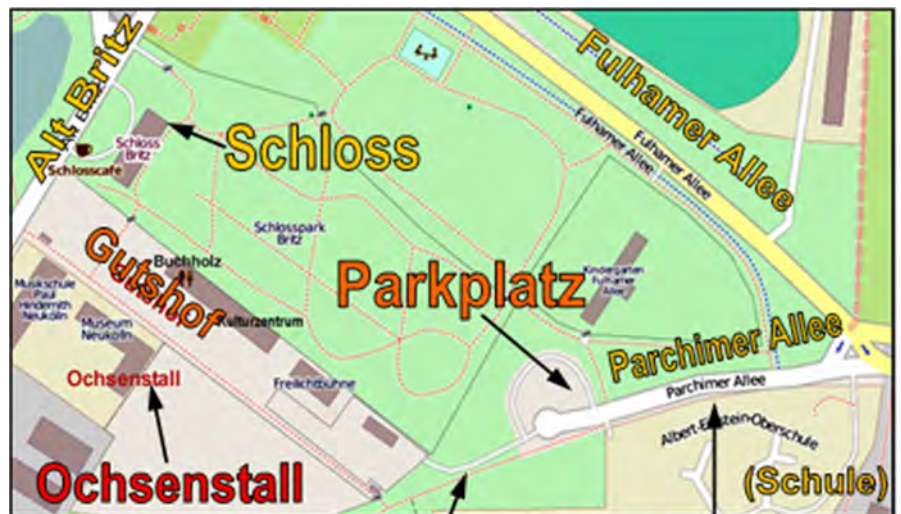 Alt Britz
Fulhamer Allee
Fulhamer Allee
Fulhamer Allee
Schloss
Schloss
Britz
Schlosscafe
Schlosspark
Britz
Gutshof
Buchholz
Kulturzentrum
Musikschule
Paul
Hindemith
Neukölln
Museum
Neukölln
Parkplatz
Kindergarten
Fulhamer
Allee
Parchimer Allee
Parchimer Allee
Ochsenstall
Freilichtbühne
Albert-Einstein-Oberschule
Ochsenstall
(Schule)